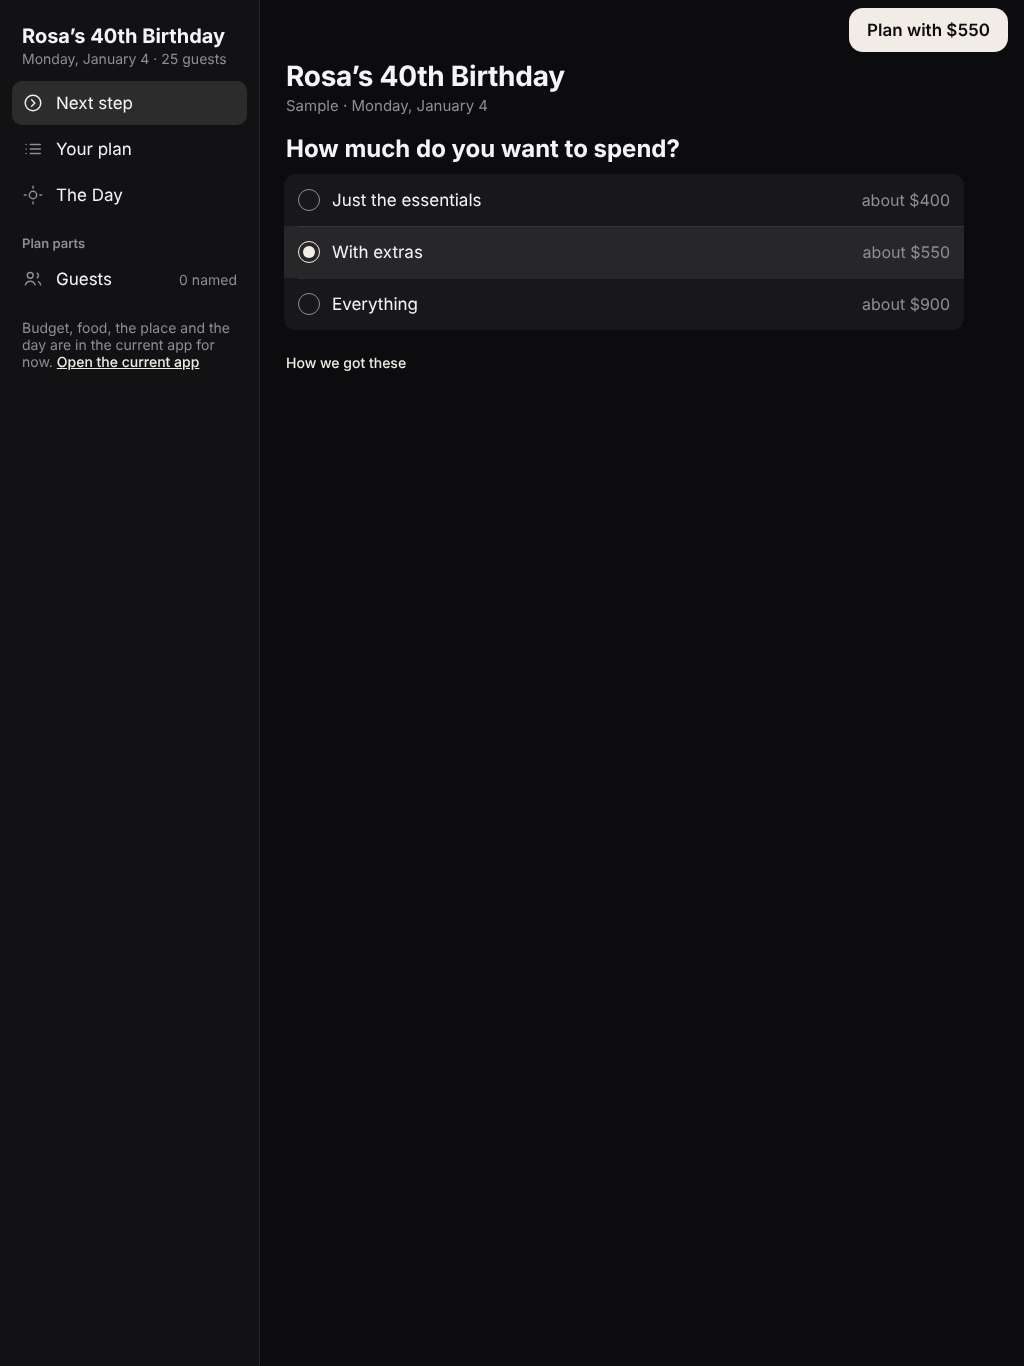 Rosa’s 40th Birthday
Monday, January 4 · 25 guests
Next step
Your plan
The Day
Plan parts
Guests 0 named
Budget, food, the place and the
day are in the current app for
now. Open the current app
Plan with $550
Rosa’s 40th Birthday
Sample · Monday, January 4
How much do you want to spend?
Just the essentials about $400
With extras about $550
Everything about $900
How we got these